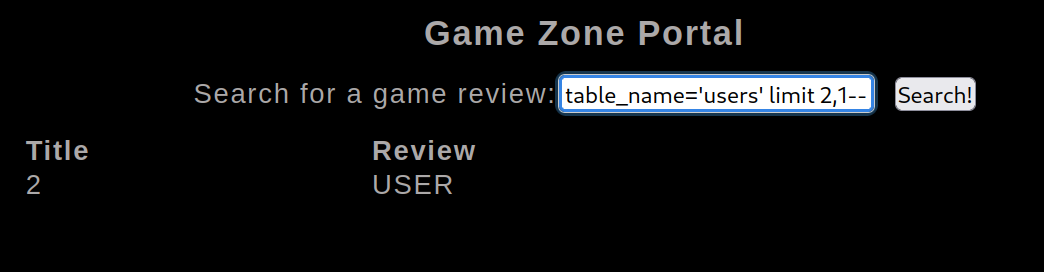 Game Zone Portal
Search for a game review: table_name='users' limit 2,1-- Search!
Title Review
2 USER